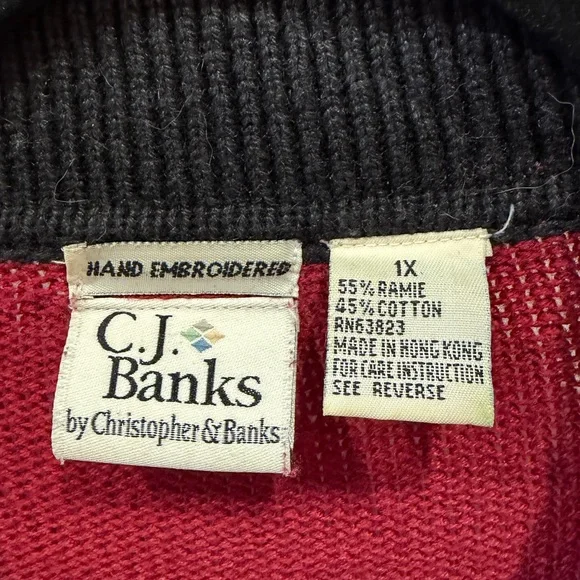 HAND EMBROIDERED
C.J.
Banks
by Christopher & Banks
1X
55% RAMIE
45% COTTON
RN63823
MADE IN HONG KONG
FOR CARE INSTRUCTION
SEE REVERSE